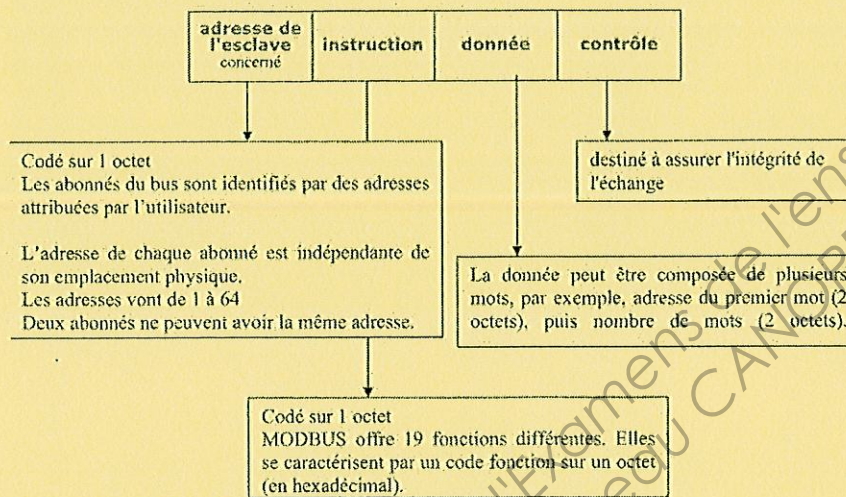 adresse de
l'esclave
concerné
instruction
donnée
contrôle
Codé sur 1 octet
Les abonnés du bus sont identifiés par des adresses
attribuées par l'utilisateur.
L'adresse de chaque abonné est indépendante de
son emplacement physique.
Les adresses vont de 1 à 64
Deux abonnés ne peuvent avoir la même adresse.
destiné à assurer l'intégrité de
l'échange
La donnée peut être composée de plusieurs
mots, par exemple, adresse du premier mot (2
octets), puis nombre de mots (2 octets).
Codé sur 1 octet
MODBUS offre 19 fonctions différentes. Elles
se caractérisent par un code fonction sur un octet
(en hexadécimal).
l'Examens de l'ens
eau CANOP